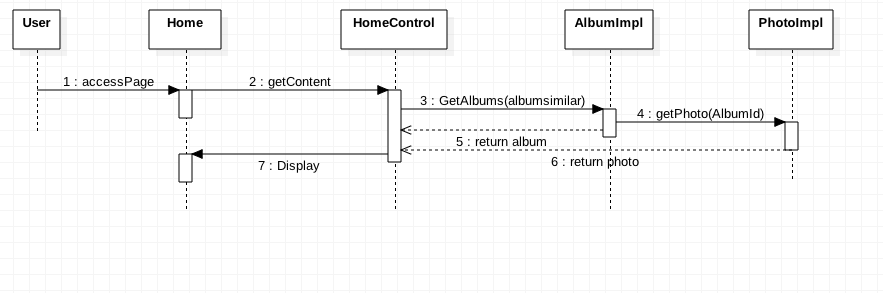 User
Home
HomeControl
AlbumImpl
PhotoImpl
1 : accessPage
2 : getContent
3 : GetAlbums(albumsimilar)
4 : getPhoto(AlbumId)
5 : return album
6 : return photo
7 : Display